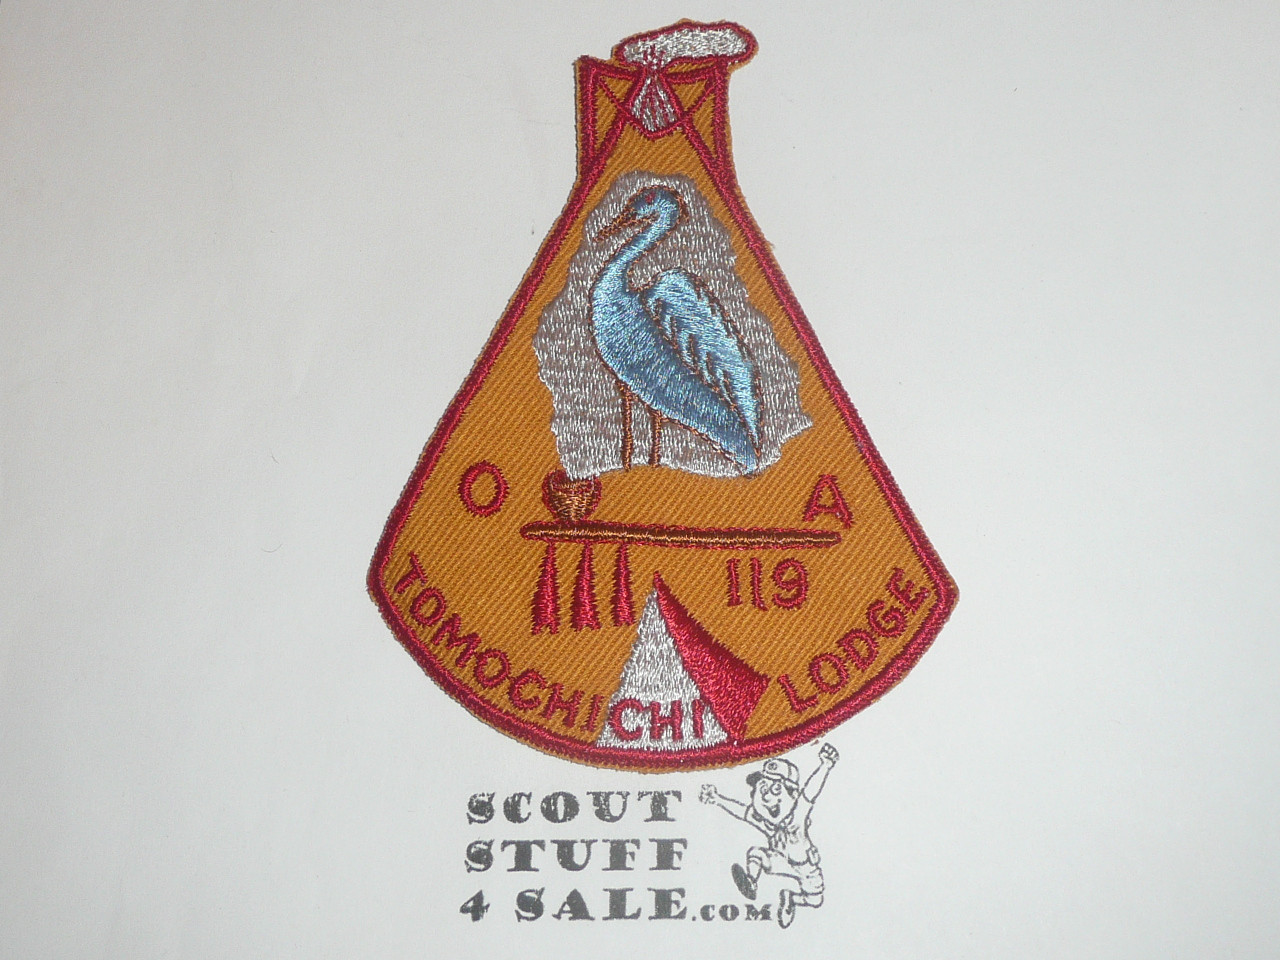 O A
119
TOMOCHICHI LODGE
SCOUT
STUFF
4 SALE.COM